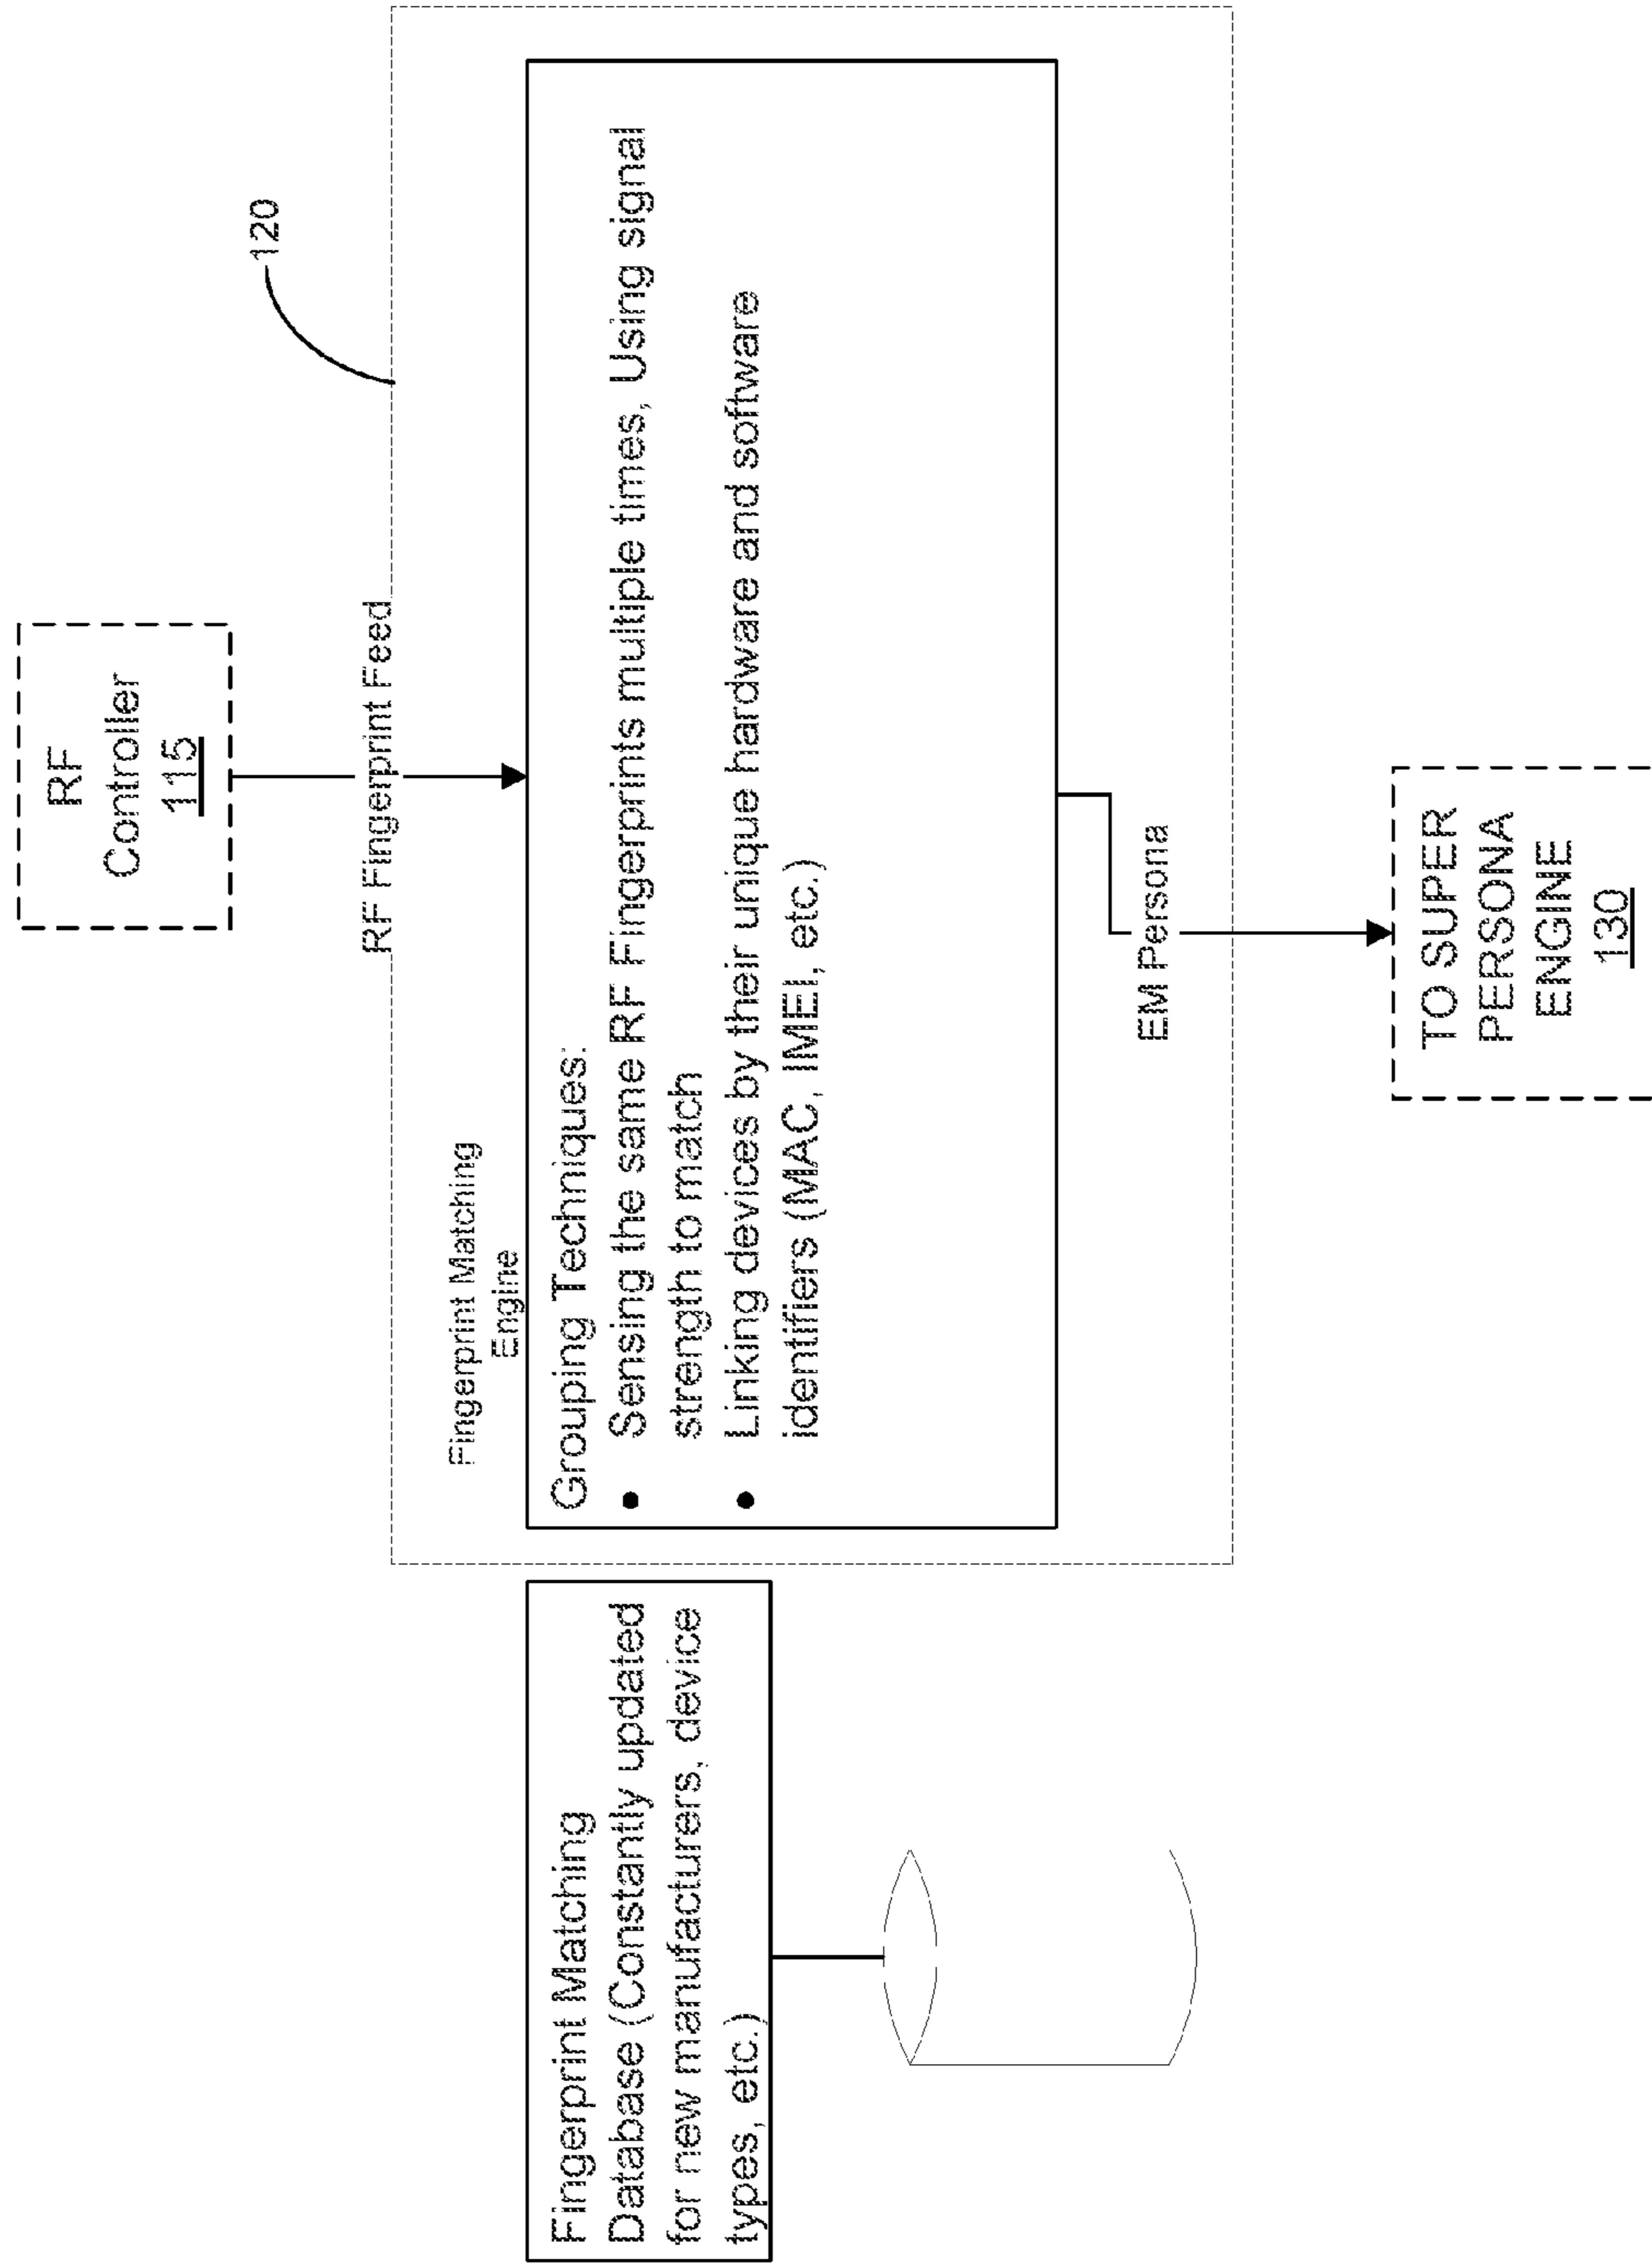 RF
Controller
115
120
RF Fingerprint Feed
Fingerprint Matching
Engine
Grouping Techniques:
• Sensing the same RF Fingerprints multiple times, Using signal
strength to match
• Linking devices by their unique hardware and software
identifiers (MAC, IMEI, etc.)
Fingerprint Matching
Database (Constantly updated
for new manufacturers, device
types, etc.)
EM Persona
TO SUPER
PERSONA
ENGINE
130